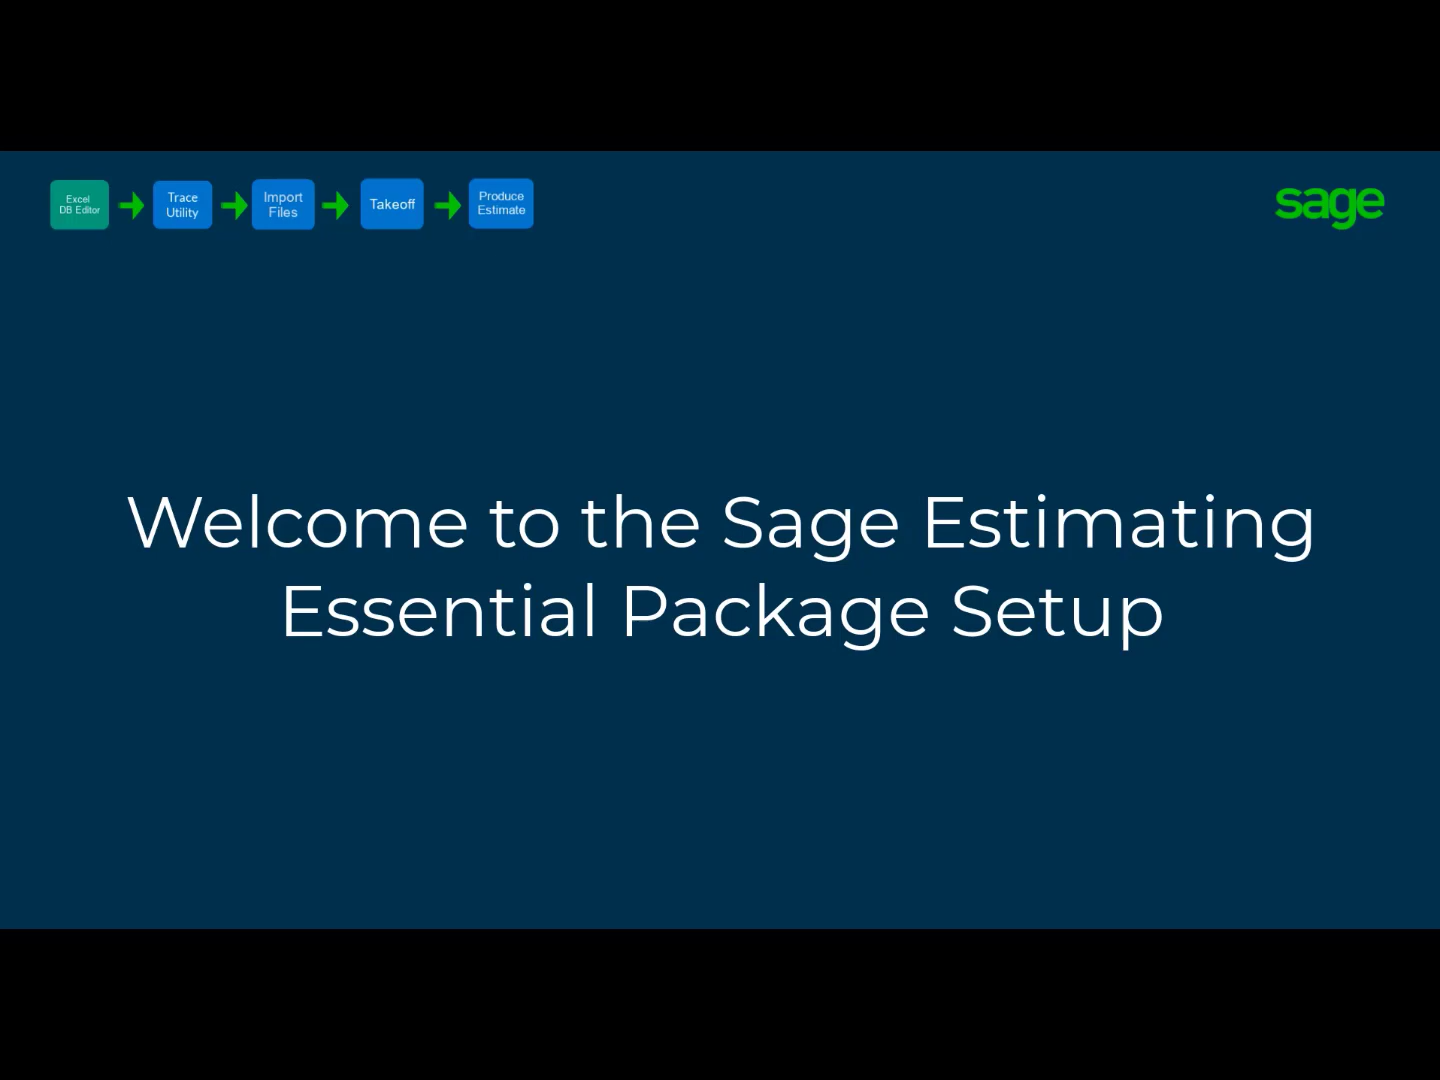 Excel
DB Editor
Trace
Utility
Import
Files
Takeoff
Produce
Estimate
sage
Welcome to the Sage Estimating
Essential Package Setup